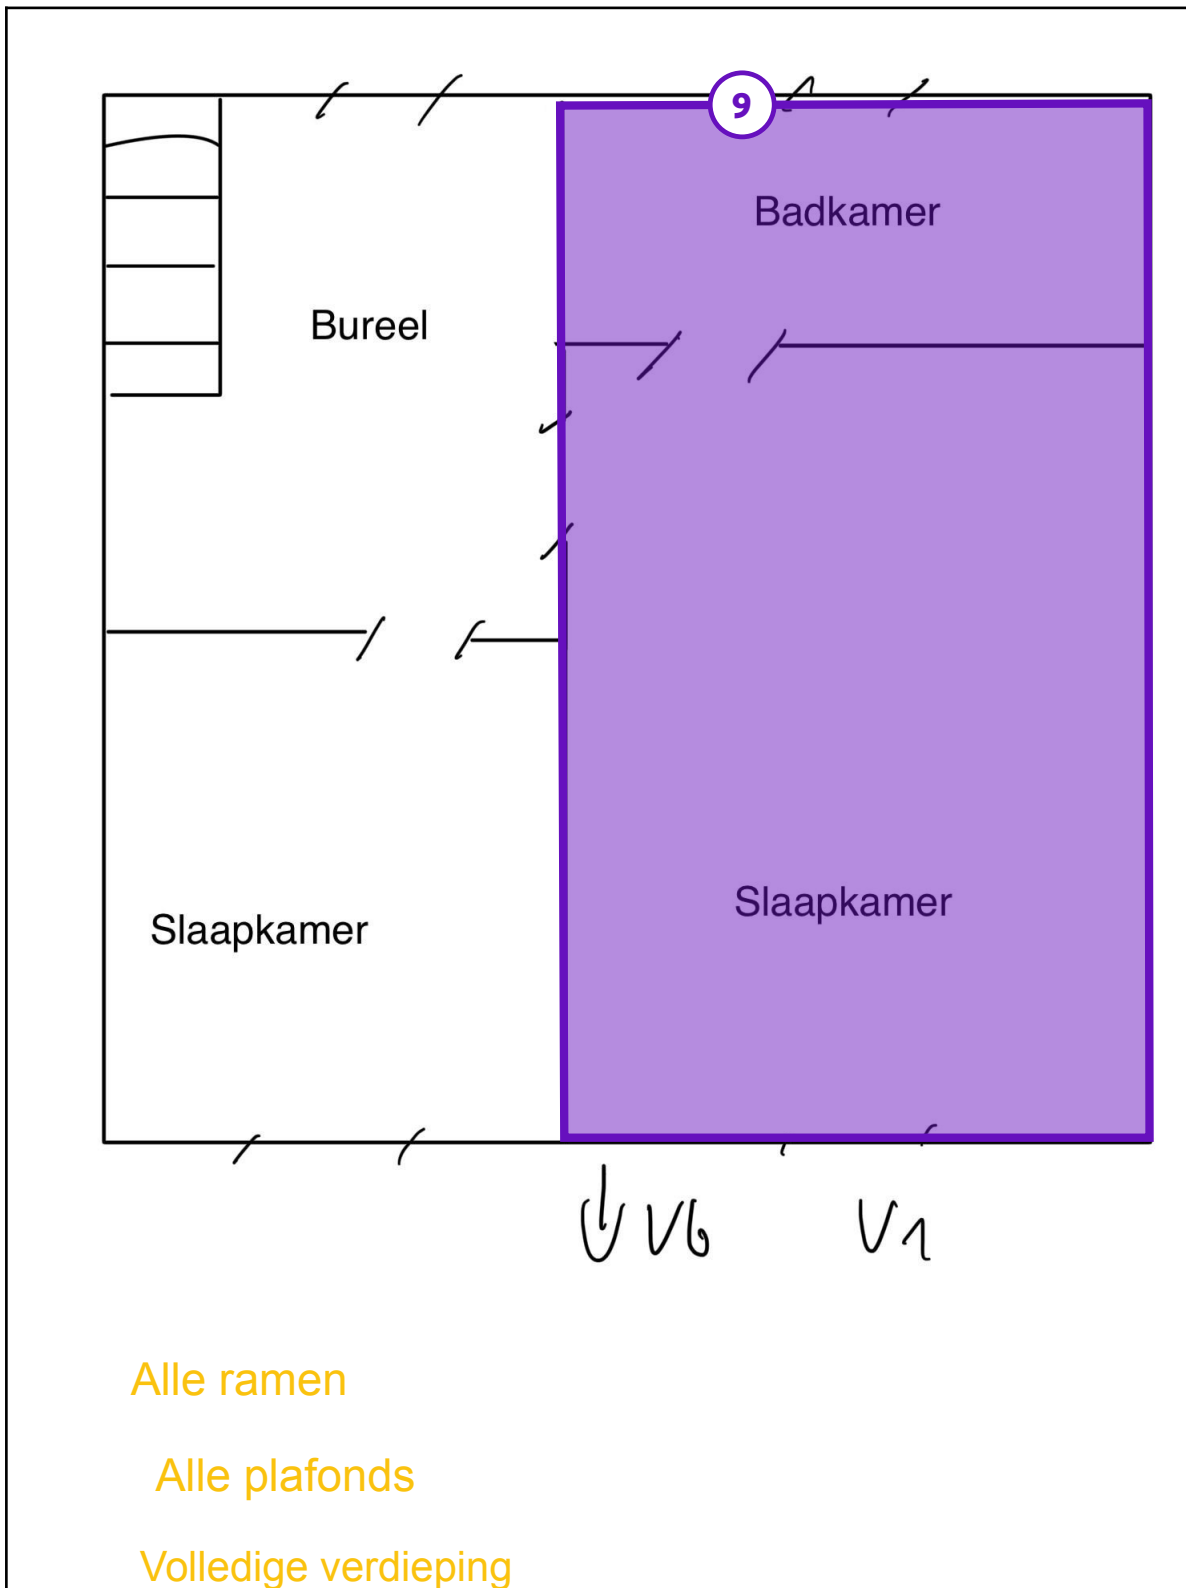 9
Badkamer
Bureel
Slaapkamer
Slaapkamer
V6 V1
Alle ramen
Alle plafonds
Volledige verdieping